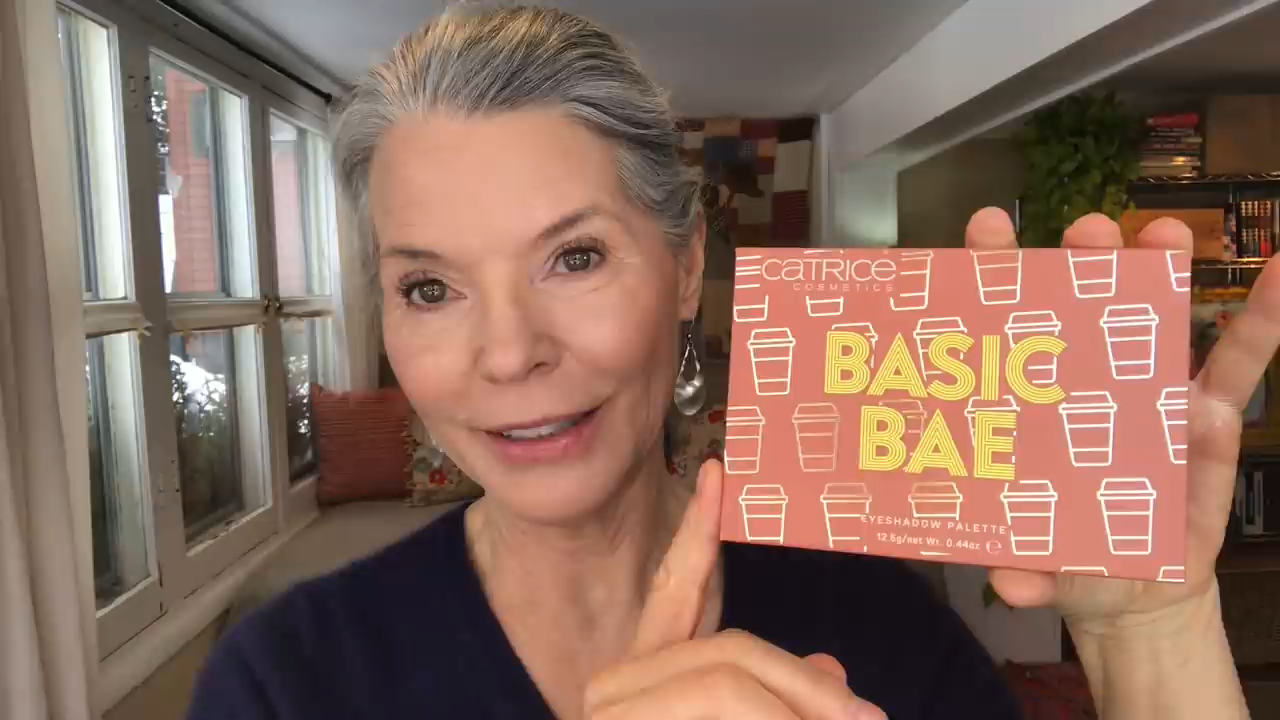 CATRICE
COSMETICS
BASIC
BAE
EYESHADOW PALETTE
12.5g/net Wt. 0.44oz ℮